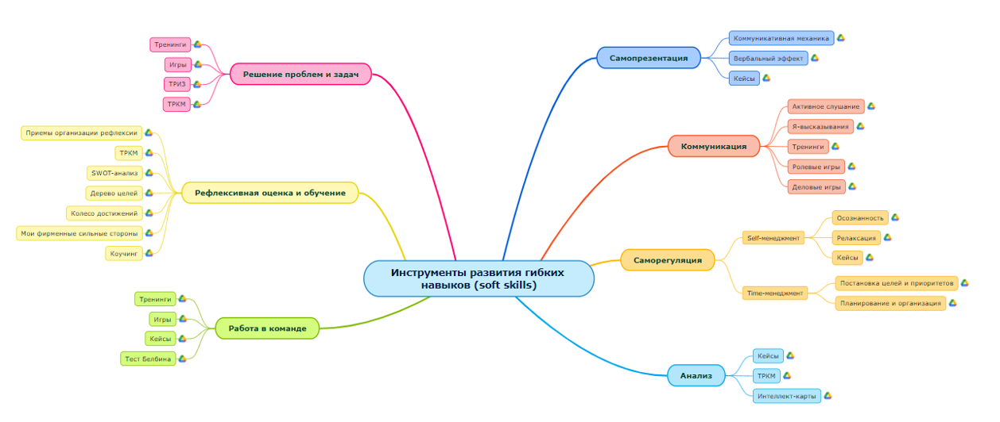 Инструменты развития гибких
навыков (soft skills)
Решение проблем и задач
Тренинги
Игры
ТРИЗ
ТРКМ
Рефлексивная оценка и обучение
Приемы организации рефлексии
ТРКМ
SWOT-анализ
Дерево целей
Колесо достижений
Мои фирменные сильные стороны
Коучинг
Работа в команде
Тренинги
Игры
Кейсы
Тест Белбина
Самопрезентация
Коммуникативная механика
Вербальный эффект
Кейсы
Коммуникация
Активное слушание
Я-высказывания
Тренинги
Ролевые игры
Деловые игры
Саморегуляция
Self-менеджмент
Осознанность
Релаксация
Кейсы
Time-менеджмент
Постановка целей и приоритетов
Планирование и организация
Анализ
Кейсы
ТРКМ
Интеллект-карты